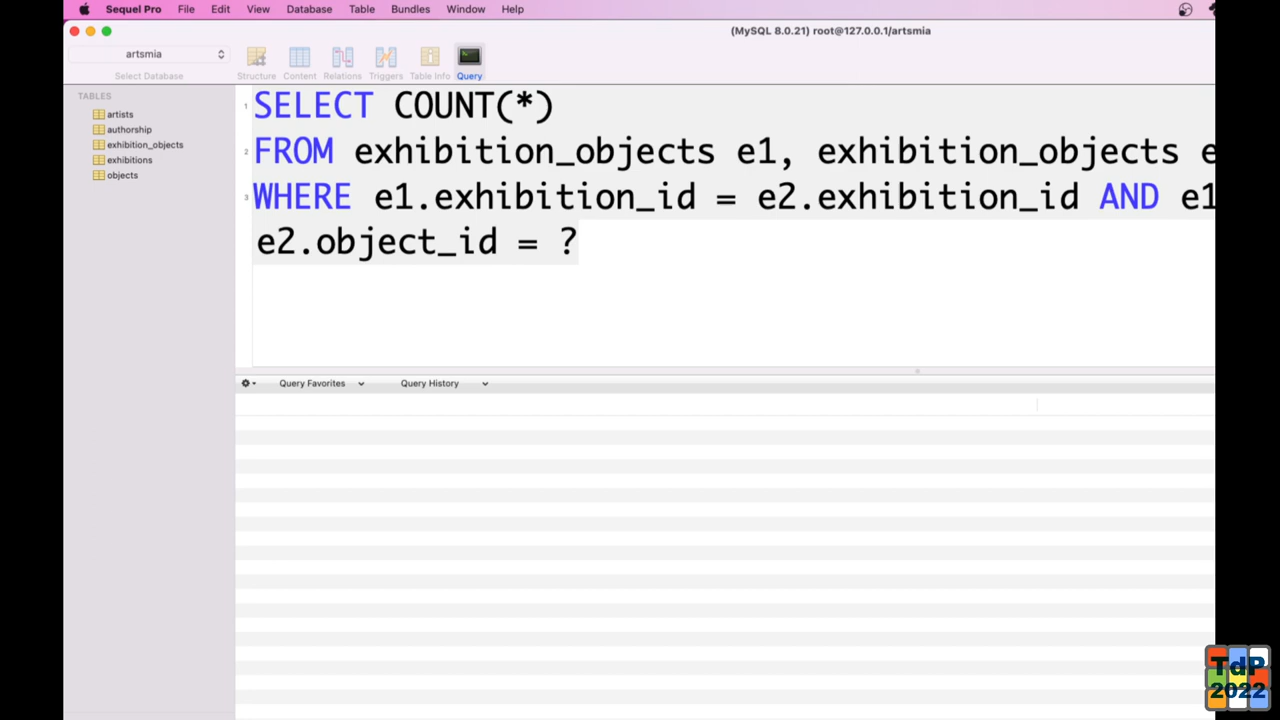 Sequel Pro File Edit View Database Table Bundles Window Help
(MySQL 8.0.21) root@127.0.0.1/artsmia
artsmia
Select Database Structure Content Relations Triggers Table Info Query
TABLES
artists
authorship
exhibition_objects
exhibitions
objects
1 SELECT COUNT(*)
2 FROM exhibition_objects e1, exhibition_objects e
3 WHERE e1.exhibition_id = e2.exhibition_id AND e1
e2.object_id = ?
Query Favorites Query History
TdP
2022